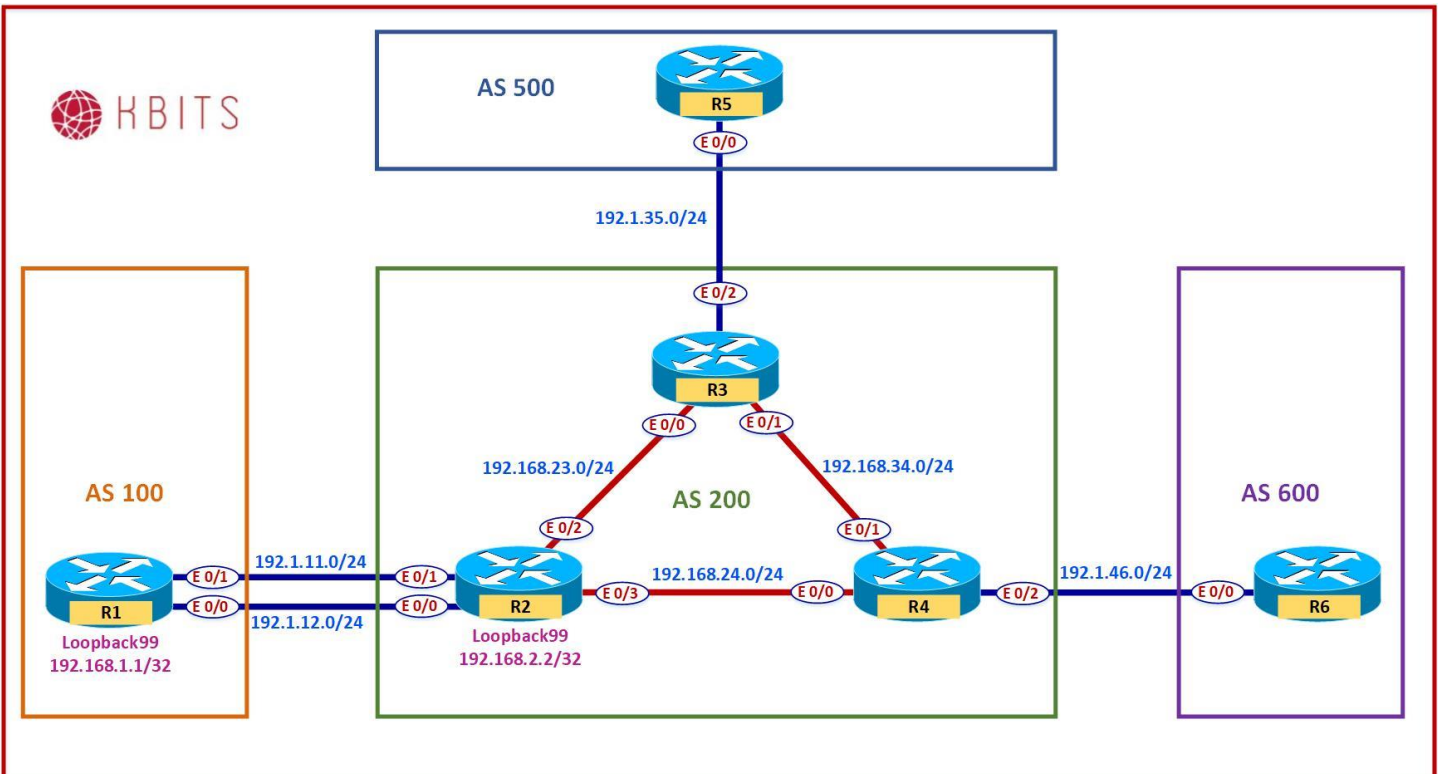 KBITS
AS 500
R5
E 0/0
192.1.35.0/24
E 0/2
R3
E 0/0
E 0/1
192.168.23.0/24
192.168.34.0/24
AS 100
AS 200
AS 600
E 0/2
E 0/1
192.1.11.0/24
192.168.24.0/24
192.1.46.0/24
E 0/1
E 0/1
E 0/3
E 0/0
E 0/2
E 0/0
E 0/0
E 0/0
R1
R2
R4
R6
192.1.12.0/24
Loopback99
192.168.1.1/32
Loopback99
192.168.2.2/32